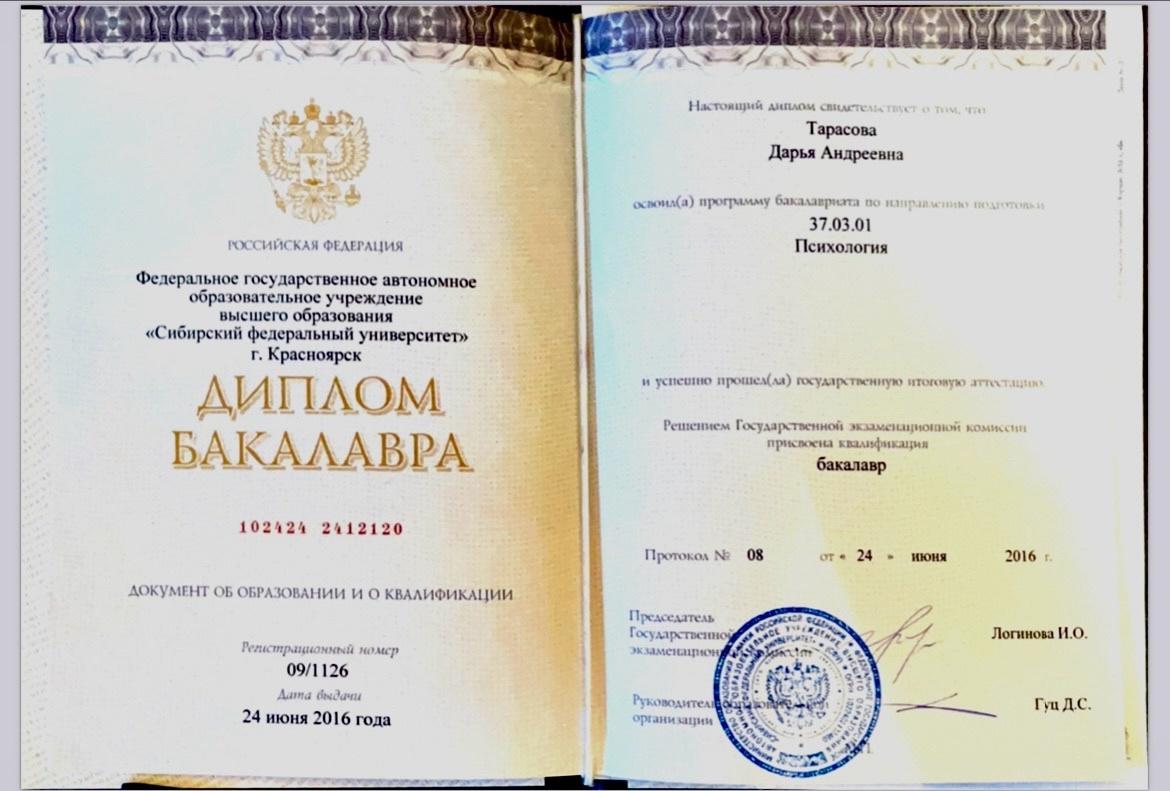 РОССИЙСКАЯ ФЕДЕРАЦИЯ
Федеральное государственное автономное
образовательное учреждение
высшего образования
«Сибирский федеральный университет»
г. Красноярск
ДИПЛОМ
БАКАЛАВРА
102424 2412120
ДОКУМЕНТ ОБ ОБРАЗОВАНИИ И О КВАЛИФИКАЦИИ
Регистрационный номер
09/1126
Дата выдачи
24 июня 2016 года
Настоящий диплом свидетельствует о том, что
Тарасова
Дарья Андреевна
освоил(а) программу бакалавриата по направлению подготовки
37.03.01
Психология
и успешно прошел(ла) государственную итоговую аттестацию
Решением Государственной экзаменационной комиссии
присвоена квалификация
бакалавр
Протокол № 08 от « 24 » июня 2016 г.
Председатель
Государственной
экзаменационной комиссии
Логинова И.О.
Руководитель образовательной
организации
Гуц Д.С.